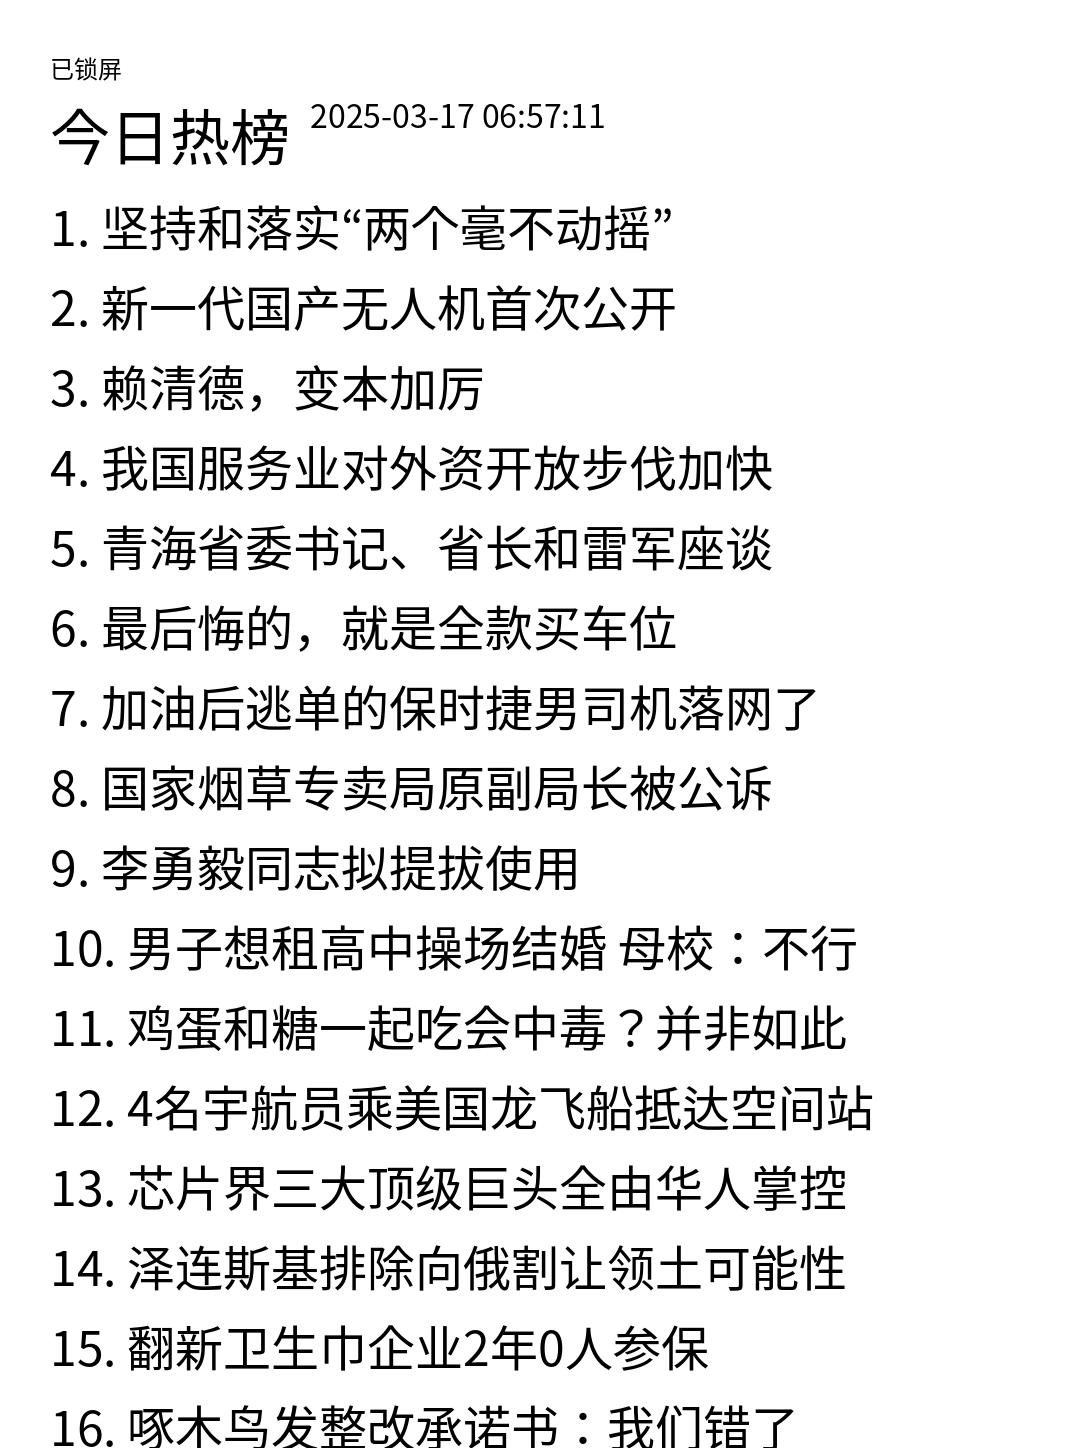 已锁屏
今日热榜 2025-03-17 06:57:11
1. 坚持和落实“两个毫不动摇”
2. 新一代国产无人机首次公开
3. 赖清德，变本加厉
4. 我国服务业对外资开放步伐加快
5. 青海省委书记、省长和雷军座谈
6. 最后悔的，就是全款买车位
7. 加油后逃单的保时捷男司机落网了
8. 国家烟草专卖局原副局长被公诉
9. 李勇毅同志拟提拔使用
10. 男子想租高中操场结婚 母校：不行
11. 鸡蛋和糖一起吃会中毒？并非如此
12. 4名宇航员乘美国龙飞船抵达空间站
13. 芯片界三大顶级巨头全由华人掌控
14. 泽连斯基排除向俄割让领土可能性
15. 翻新卫生巾企业2年0人参保
16. 啄木鸟发整改承诺书：我们错了